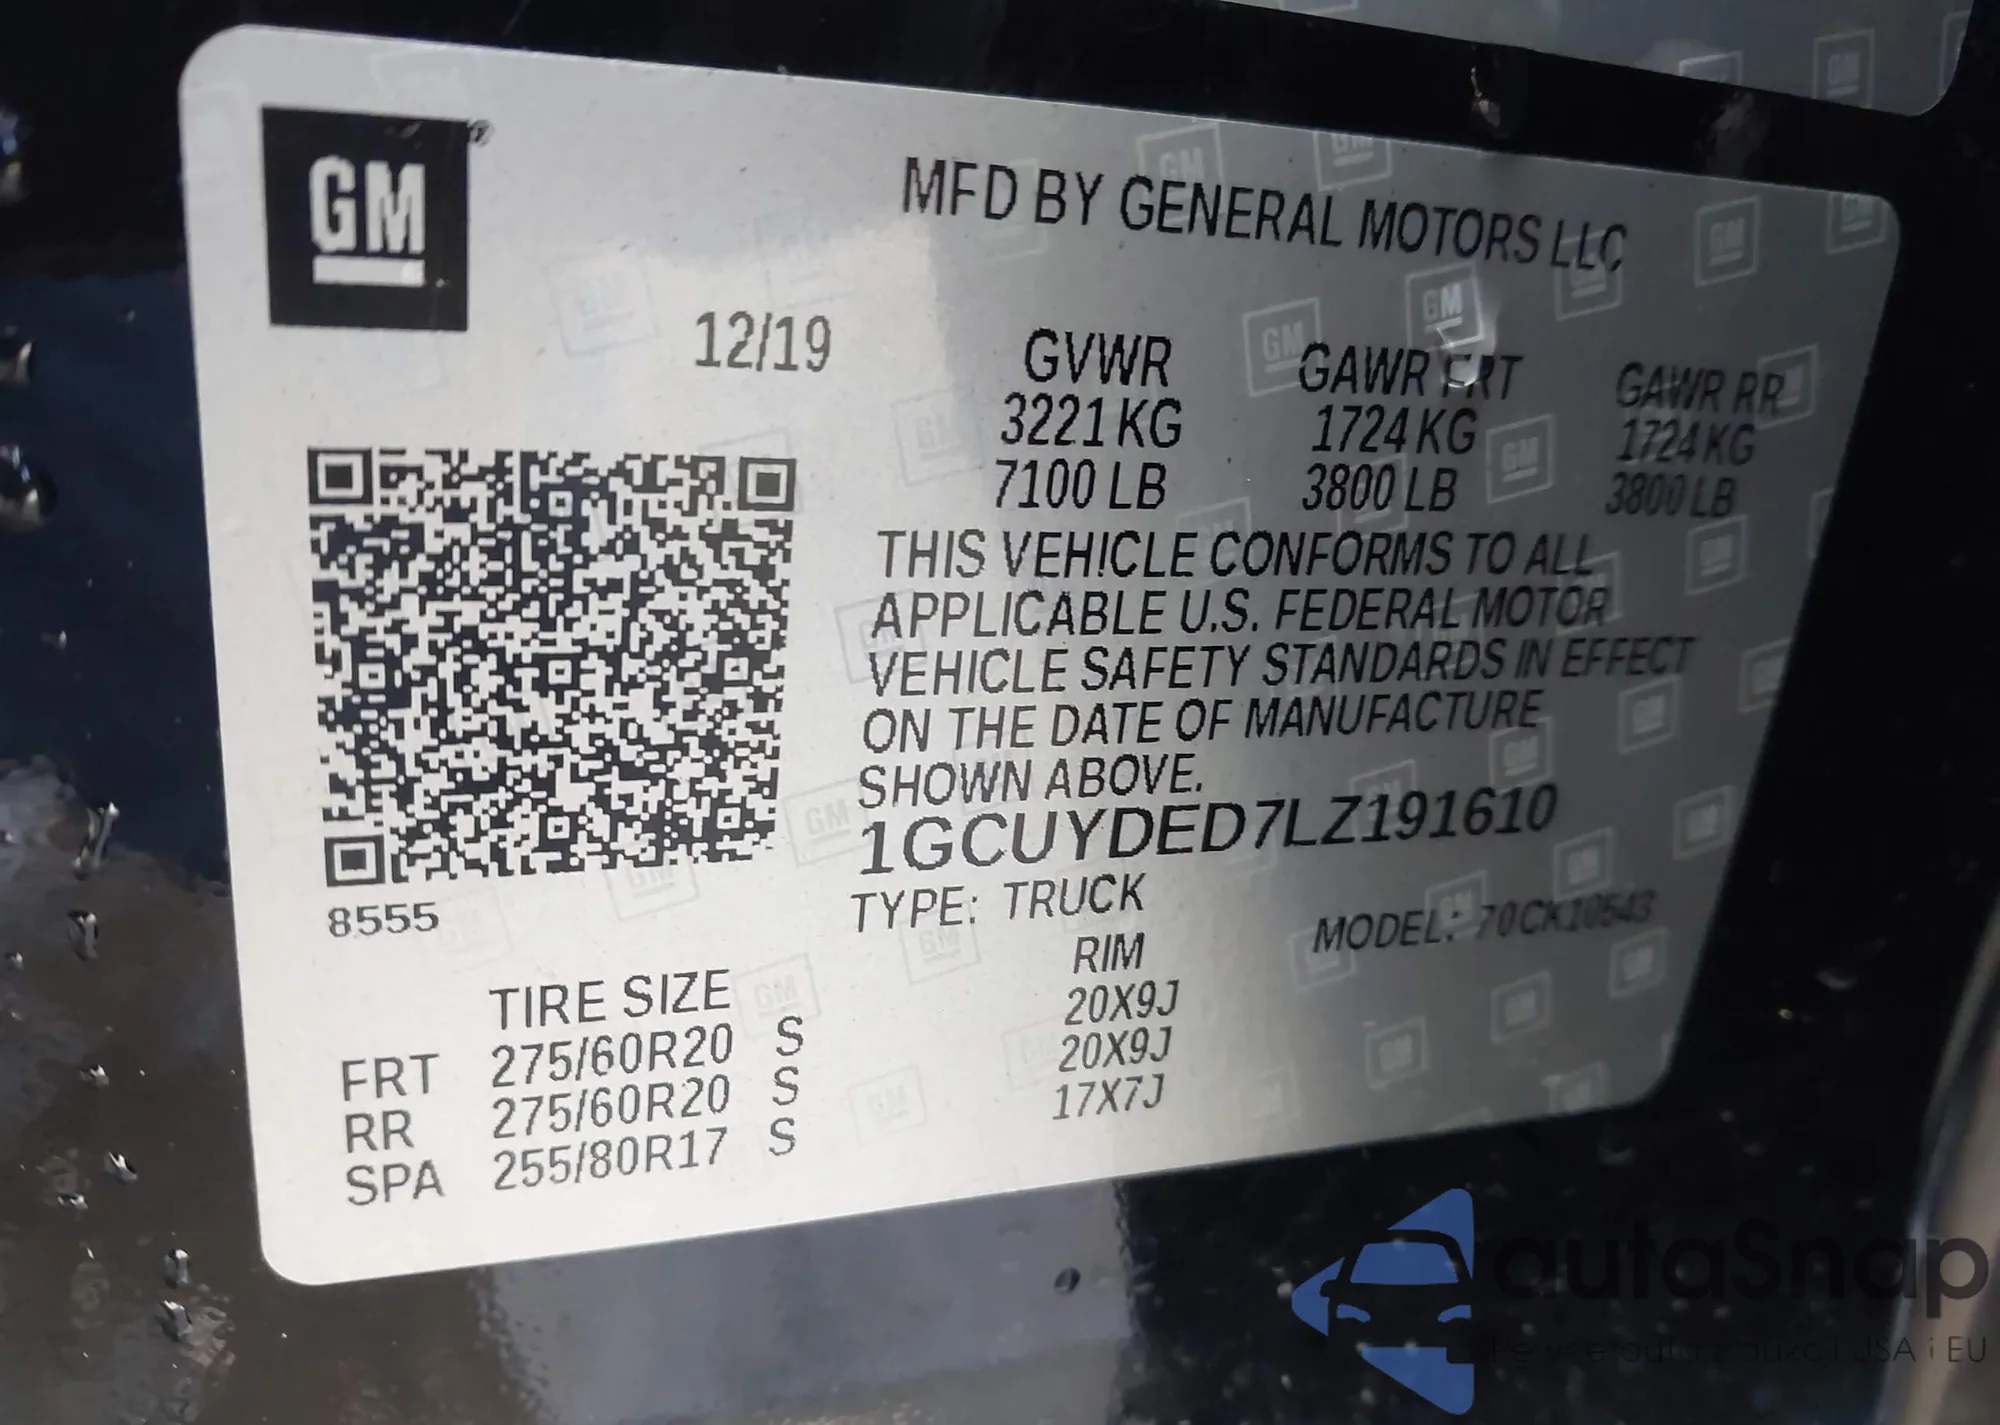 GM®
MFD BY GENERAL MOTORS LLC
12/19
GVWR GAWR FRT GAWR RR
3221 KG 1724 KG 1724 KG
7100 LB 3800 LB 3800 LB
THIS VEHICLE CONFORMS TO ALL
APPLICABLE U.S. FEDERAL MOTOR
VEHICLE SAFETY STANDARDS IN EFFECT
ON THE DATE OF MANUFACTURE
SHOWN ABOVE.
1GCUYDED7LZ191610
8555
TYPE: TRUCK MODEL: 70CK10543
TIRE SIZE RIM
FRT 275/60R20 S 20X9J
RR 275/60R20 S 20X9J
SPA 255/80R17 S 17X7J
autaSnap
USA i EU